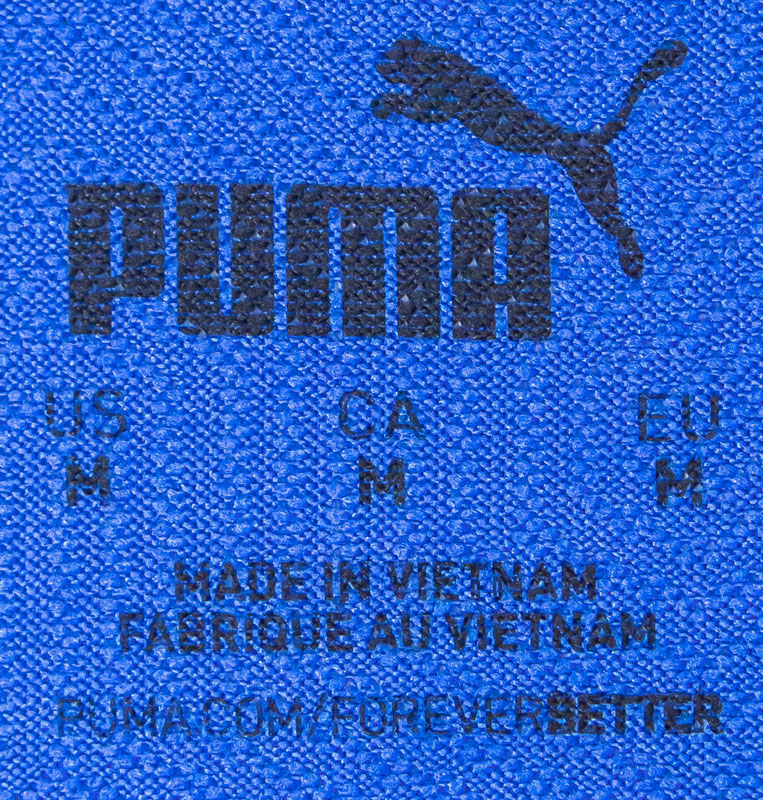 PUMA
US CA EU
M M M
MADE IN VIETNAM
FABRIQUE AU VIETNAM
PUMA.COM/FOREVERBETTER